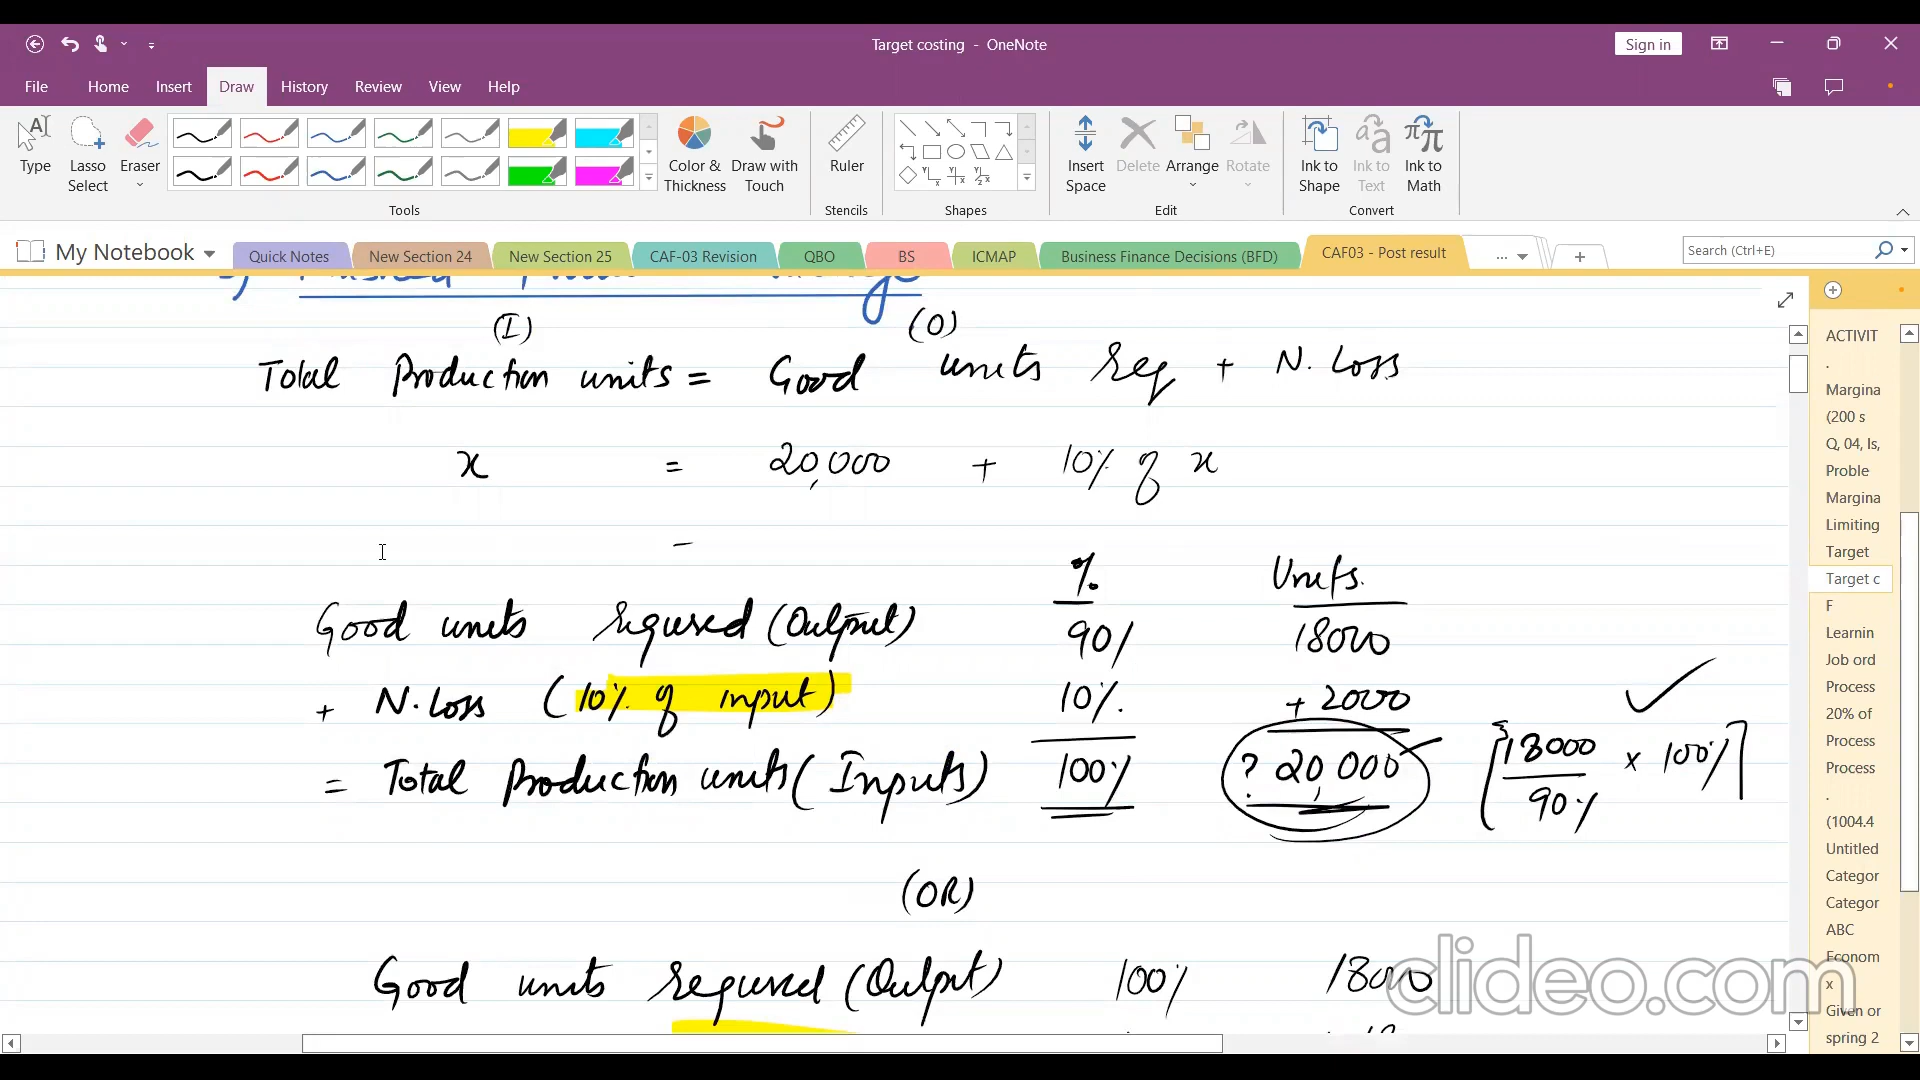 Target costing - OneNote
Sign in
File Home Insert Draw History Review View Help
Type Lasso Select Eraser Color & Thickness Draw with Touch Ruler Insert Space Delete Arrange Rotate Ink to Shape Ink to Text Ink to Math
Tools Stencils Shapes Edit Convert
My Notebook Quick Notes New Section 24 New Section 25 CAF-03 Revision QBO BS ICMAP Business Finance Decisions (BFD) CAF03 - Post result ... Search (Ctrl+E)
(I) (O)
Total Production units = Good units Req + N. Loss
x = 20,000 + 10% of x
% Units.
Good units required (Output) 90% 18000
+ N. Loss (10% of input) 10% + 2000
= Total Production units (Inputs) 100% ? 20,000 [18000 / 90% x 100%]
(OR)
Good units required (Output) 100% 18000
ACTIVIT
.
Margina
(200 s
Q, 04, Is,
Proble
Margina
Limiting
Target
Target c
F
Learnin
Job ord
Process
20% of
Process
Process
.
(1004.4
Untitled
Categor
Categor
ABC
Econom
x
Given or
spring 2
clideo.com